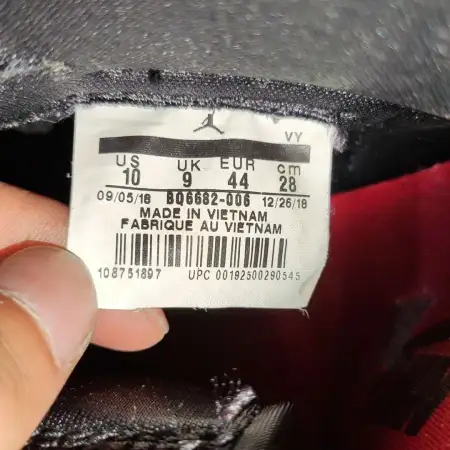 VY
US UK EUR cm
10 9 44 28
09/05/18 BQ6682-006 12/26/18
MADE IN VIETNAM
FABRIQUE AU VIETNAM
108751897 UPC 00192500290545